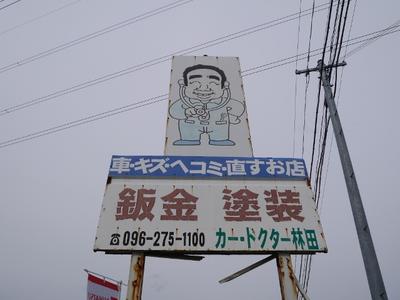 車・キズ・ヘコミ・直すお店
鈑金 塗装
☎096-275-1100 カー・ドクター林田